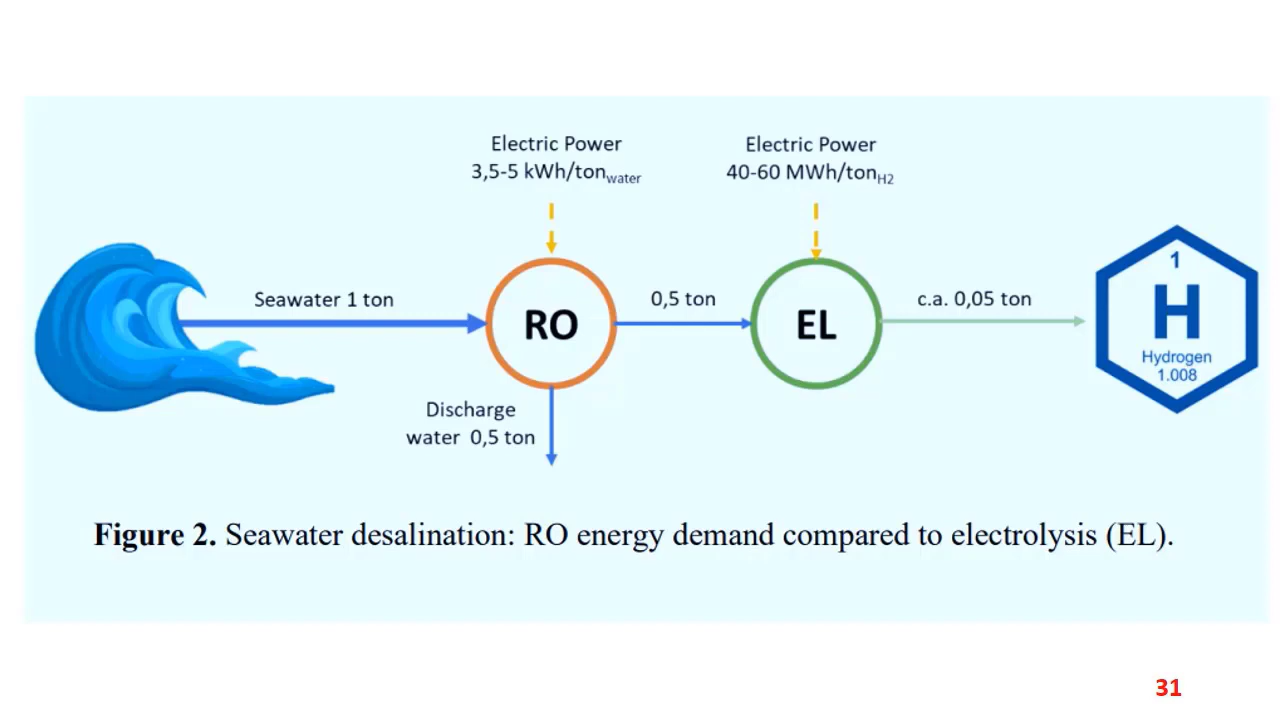 Electric Power
3,5-5 kWh/tonwater
Electric Power
40-60 MWh/tonH2
Seawater 1 ton
RO
0,5 ton
EL
c.a. 0,05 ton
1
H
Hydrogen
1.008
Discharge
water 0,5 ton
Figure 2. Seawater desalination: RO energy demand compared to electrolysis (EL).
31